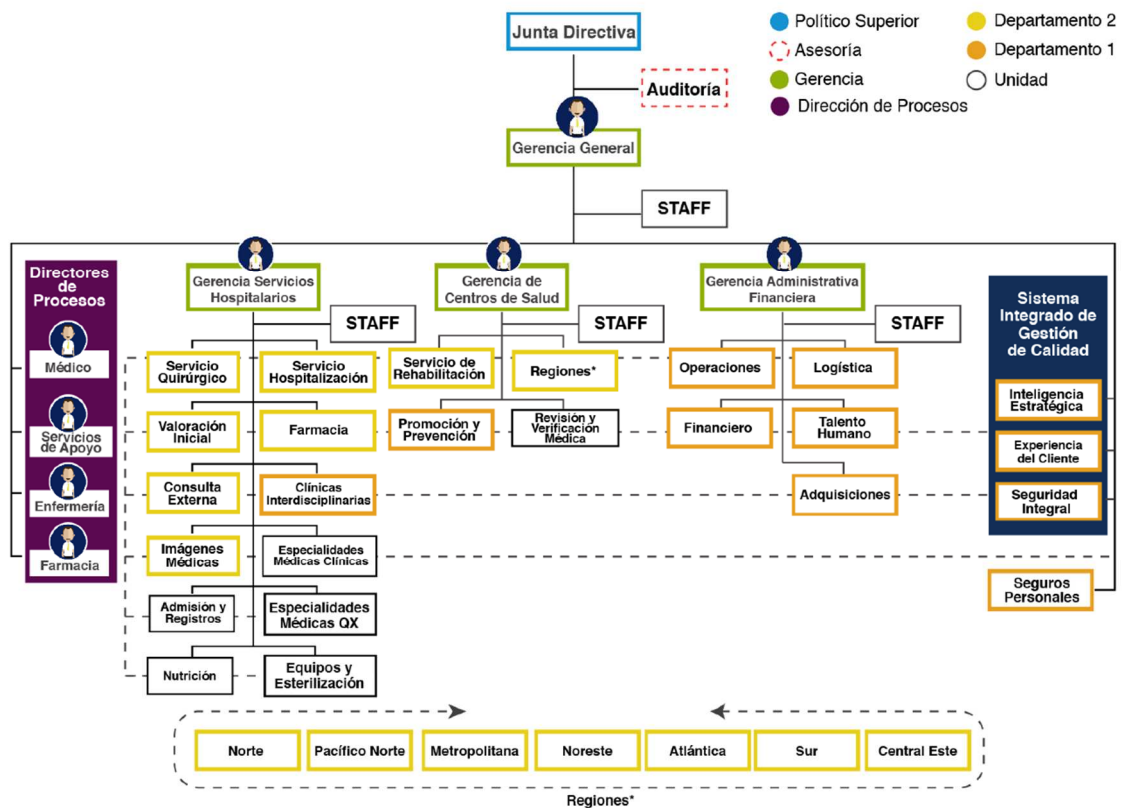 Junta Directiva
Auditoría
Gerencia General
STAFF
Político Superior
Asesoría
Gerencia
Dirección de Procesos
Departamento 2
Departamento 1
Unidad
Directores
de
Procesos
Médico
Servicios
de Apoyo
Enfermería
Farmacia
Gerencia Servicios
Hospitalarios
STAFF
Servicio
Quirúrgico
Servicio
Hospitalización
Valoración
Inicial
Farmacia
Consulta
Externa
Clínicas
Interdisciplinarias
Imágenes
Médicas
Especialidades
Médicas Clínicas
Admisión y
Registros
Especialidades
Médicas QX
Nutrición
Equipos y
Esterilización
Gerencia de
Centros de Salud
STAFF
Servicio de
Rehabilitación
Regiones*
Promoción y
Prevención
Revisión y
Verificación
Médica
Gerencia Administrativa
Financiera
STAFF
Operaciones
Logística
Financiero
Talento
Humano
Adquisiciones
Sistema
Integrado de
Gestión
de Calidad
Inteligencia
Estratégica
Experiencia
del Cliente
Seguridad
Integral
Seguros
Personales
Norte
Pacífico Norte
Metropolitana
Noreste
Atlántica
Sur
Central Este
Regiones*